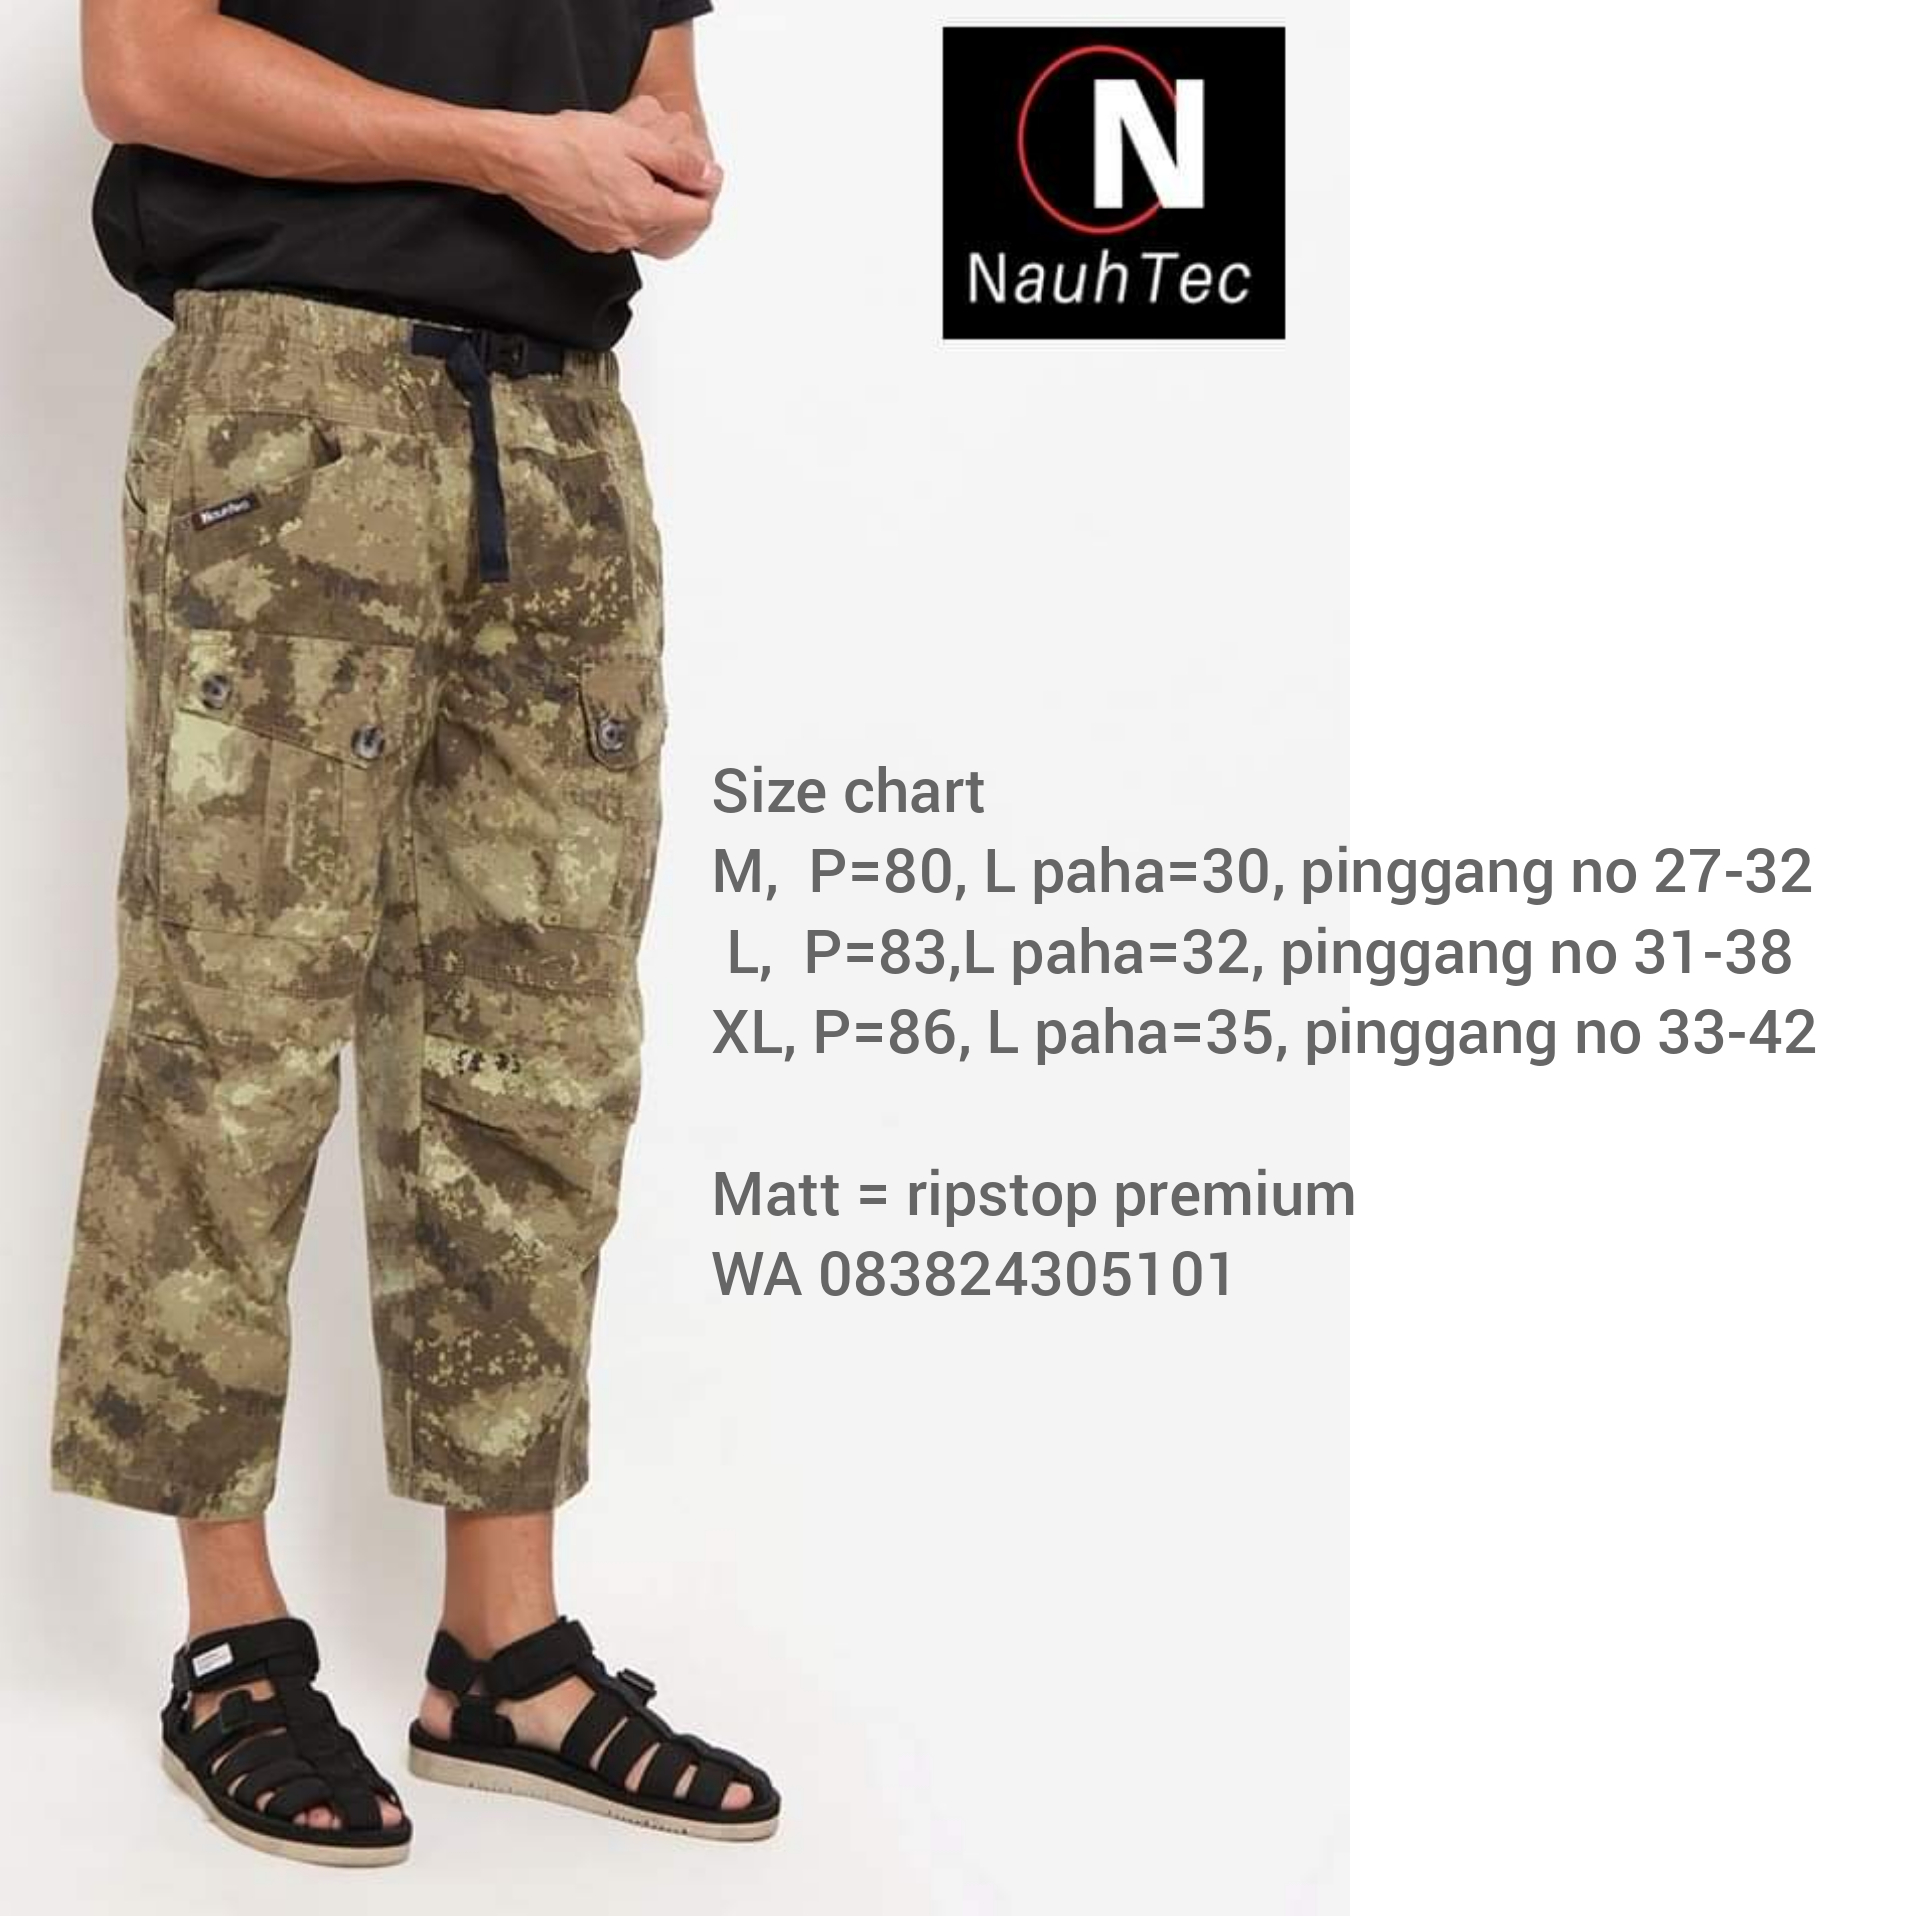 N
NauhTec
NauhTec
Size chart
M, P=80, L paha=30, pinggang no 27-32
L, P=83,L paha=32, pinggang no 31-38
XL, P=86, L paha=35, pinggang no 33-42
Matt = ripstop premium
WA 083824305101